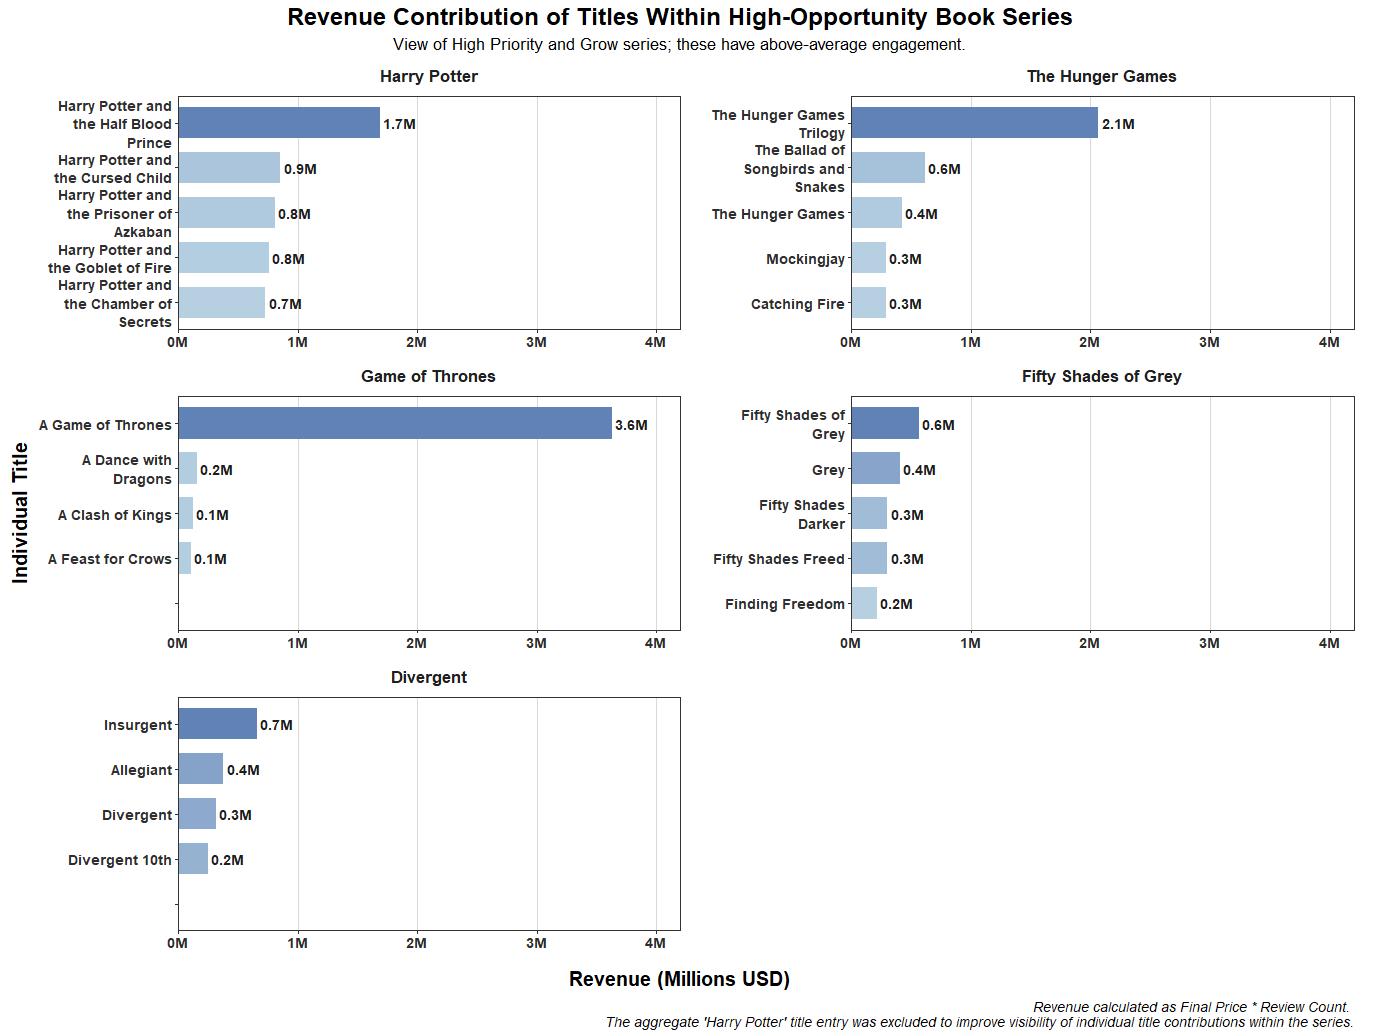 Revenue Contribution of Titles Within High-Opportunity Book Series
View of High Priority and Grow series; these have above-average engagement.
Harry Potter
Harry Potter and
the Half Blood
Prince
1.7M
Harry Potter and
the Cursed Child
0.9M
Harry Potter and
the Prisoner of
Azkaban
0.8M
Harry Potter and
the Goblet of Fire
0.8M
Harry Potter and
the Chamber of
Secrets
0.7M
0M 1M 2M 3M 4M
The Hunger Games
The Hunger Games
Trilogy
2.1M
The Ballad of
Songbirds and
Snakes
0.6M
The Hunger Games
0.4M
Mockingjay
0.3M
Catching Fire
0.3M
0M 1M 2M 3M 4M
Individual Title
Game of Thrones
A Game of Thrones
3.6M
A Dance with
Dragons
0.2M
A Clash of Kings
0.1M
A Feast for Crows
0.1M
0M 1M 2M 3M 4M
Fifty Shades of Grey
Fifty Shades of
Grey
0.6M
Grey
0.4M
Fifty Shades
Darker
0.3M
Fifty Shades Freed
0.3M
Finding Freedom
0.2M
0M 1M 2M 3M 4M
Divergent
Insurgent
0.7M
Allegiant
0.4M
Divergent
0.3M
Divergent 10th
0.2M
0M 1M 2M 3M 4M
Revenue (Millions USD)
Revenue calculated as Final Price * Review Count.
The aggregate 'Harry Potter' title entry was excluded to improve visibility of individual title contributions within the series.